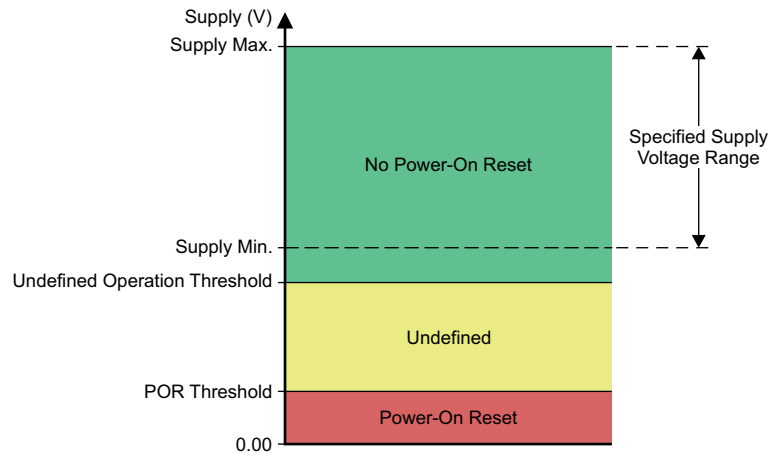 Supply (V)
Supply Max.
No Power-On Reset
Specified Supply
Voltage Range
Supply Min.
Undefined Operation Threshold
Undefined
POR Threshold
Power-On Reset
0.00